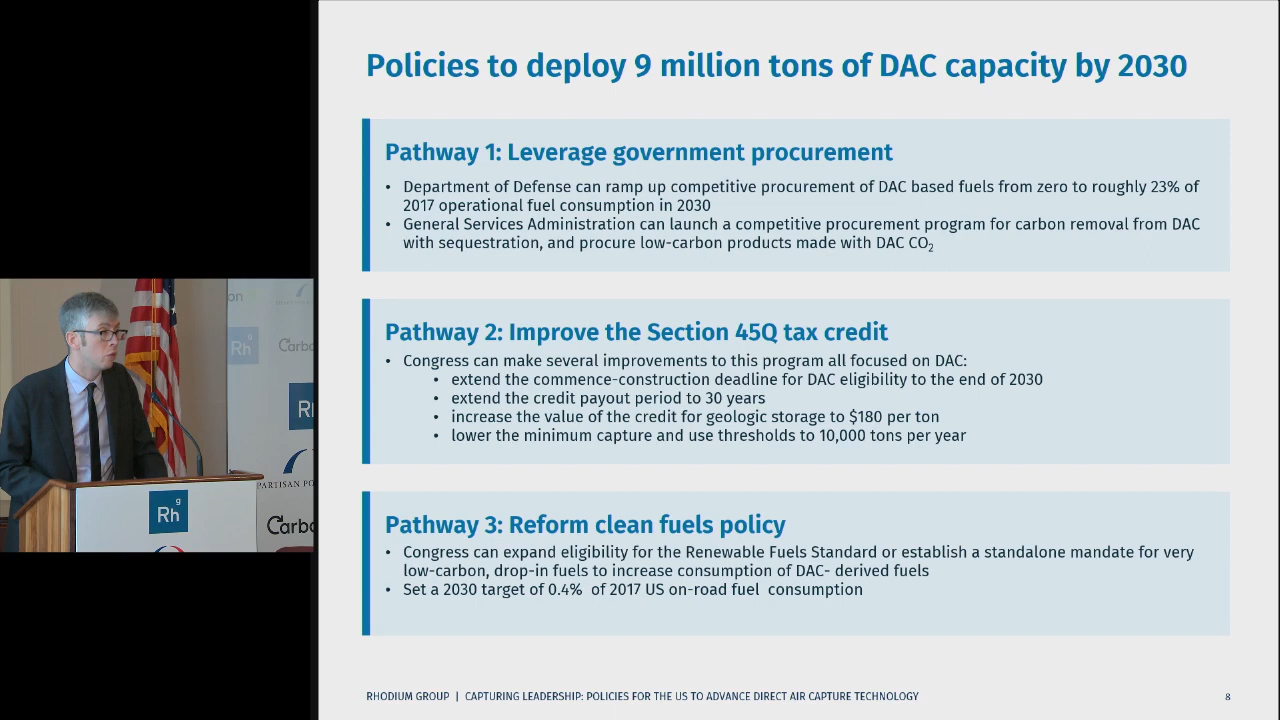 Policies to deploy 9 million tons of DAC capacity by 2030
Pathway 1: Leverage government procurement
• Department of Defense can ramp up competitive procurement of DAC based fuels from zero to roughly 23% of
2017 operational fuel consumption in 2030
• General Services Administration can launch a competitive procurement program for carbon removal from DAC
with sequestration, and procure low-carbon products made with DAC CO₂
Pathway 2: Improve the Section 45Q tax credit
• Congress can make several improvements to this program all focused on DAC:
• extend the commence-construction deadline for DAC eligibility to the end of 2030
• extend the credit payout period to 30 years
• increase the value of the credit for geologic storage to $180 per ton
• lower the minimum capture and use thresholds to 10,000 tons per year
Pathway 3: Reform clean fuels policy
• Congress can expand eligibility for the Renewable Fuels Standard or establish a standalone mandate for very
low-carbon, drop-in fuels to increase consumption of DAC- derived fuels
• Set a 2030 target of 0.4%  of 2017 US on-road fuel  consumption
RHODIUM GROUP | CAPTURING LEADERSHIP: POLICIES FOR THE US TO ADVANCE DIRECT AIR CAPTURE TECHNOLOGY
8
Rh
Carbo
R
PARTISAN PO
Rh g
Carbo